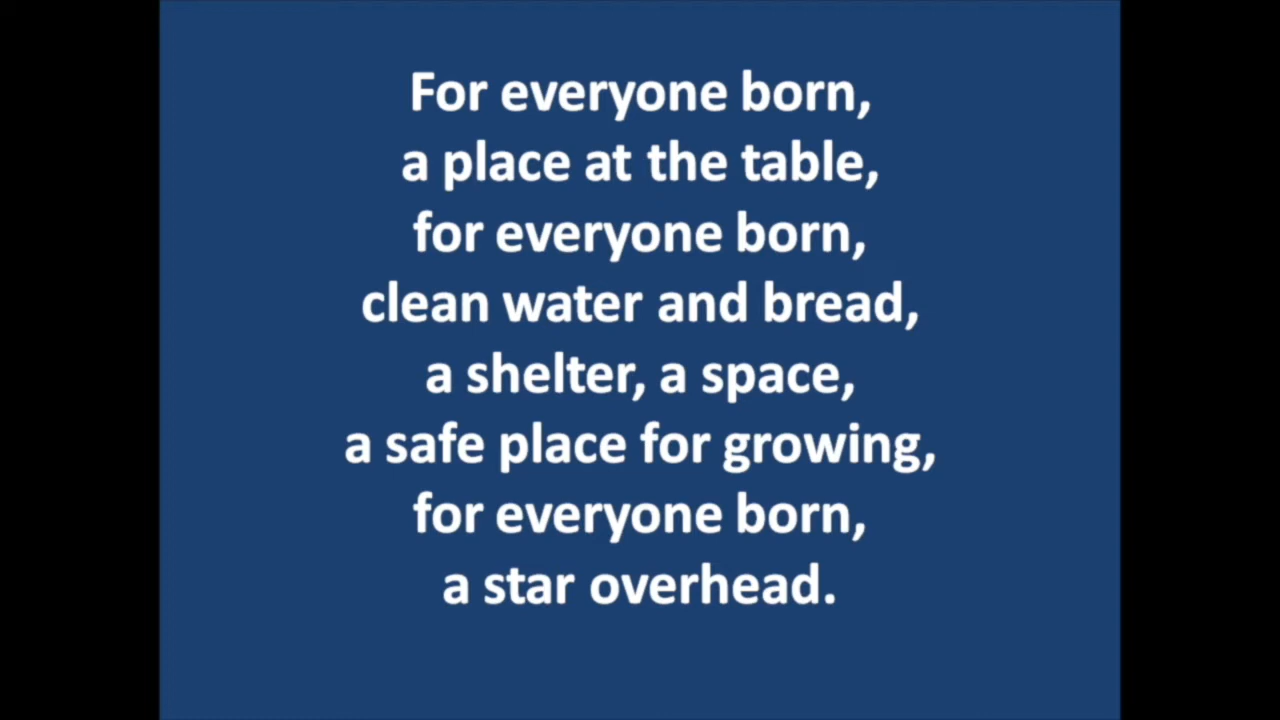 For everyone born,
a place at the table,
for everyone born,
clean water and bread,
a shelter, a space,
a safe place for growing,
for everyone born,
a star overhead.